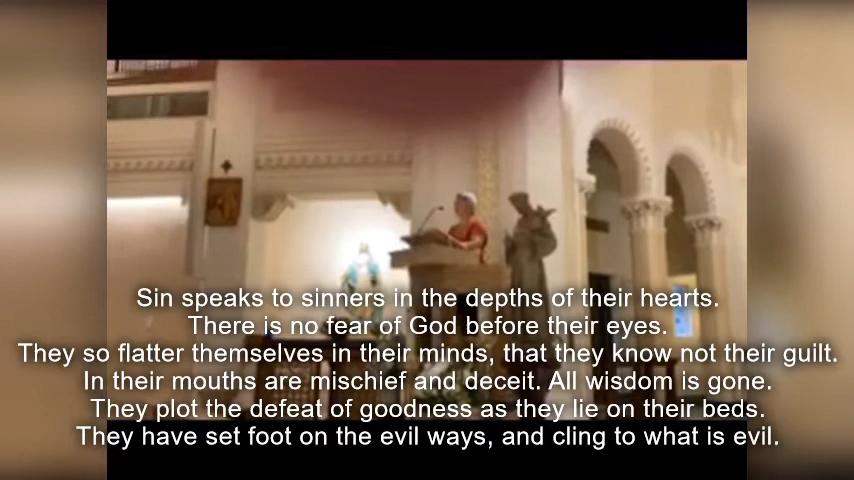 Sin speaks to sinners in the depths of their hearts.
There is no fear of God before their eyes.
They so flatter themselves in their minds, that they know not their guilt.
In their mouths are mischief and deceit. All wisdom is gone.
They plot the defeat of goodness as they lie on their beds.
They have set foot on the evil ways, and cling to what is evil.